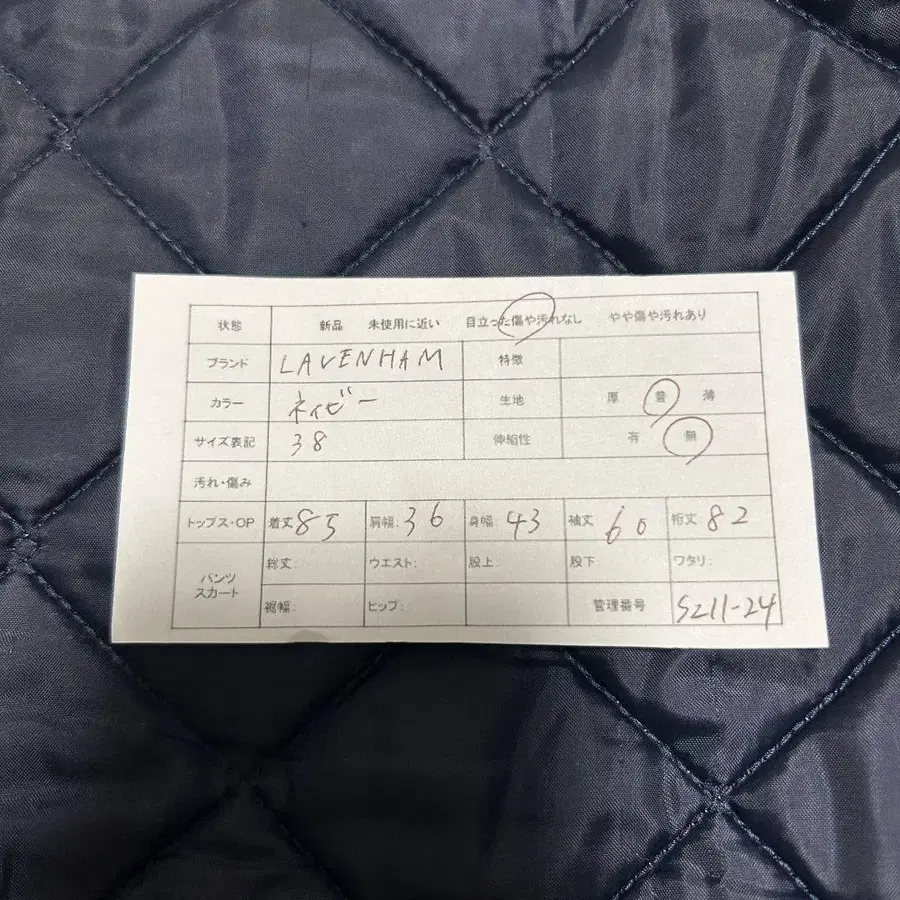 状態 新品 未使用に近い 目立った傷や汚れなし やや傷や汚れあり
ブランド LAVENHAM 特徴
カラー ネイビー 生地 厚 普 薄
サイズ表記 38 伸縮性 有 無
汚れ・傷み
トップス・OP 着丈 85 肩幅: 36 身幅: 43 袖丈 60 裄丈 82
パンツ スカート 総丈: ウエスト: 股上: 股下 ワタリ:
裾幅: ヒップ: 管理番号 S211-24